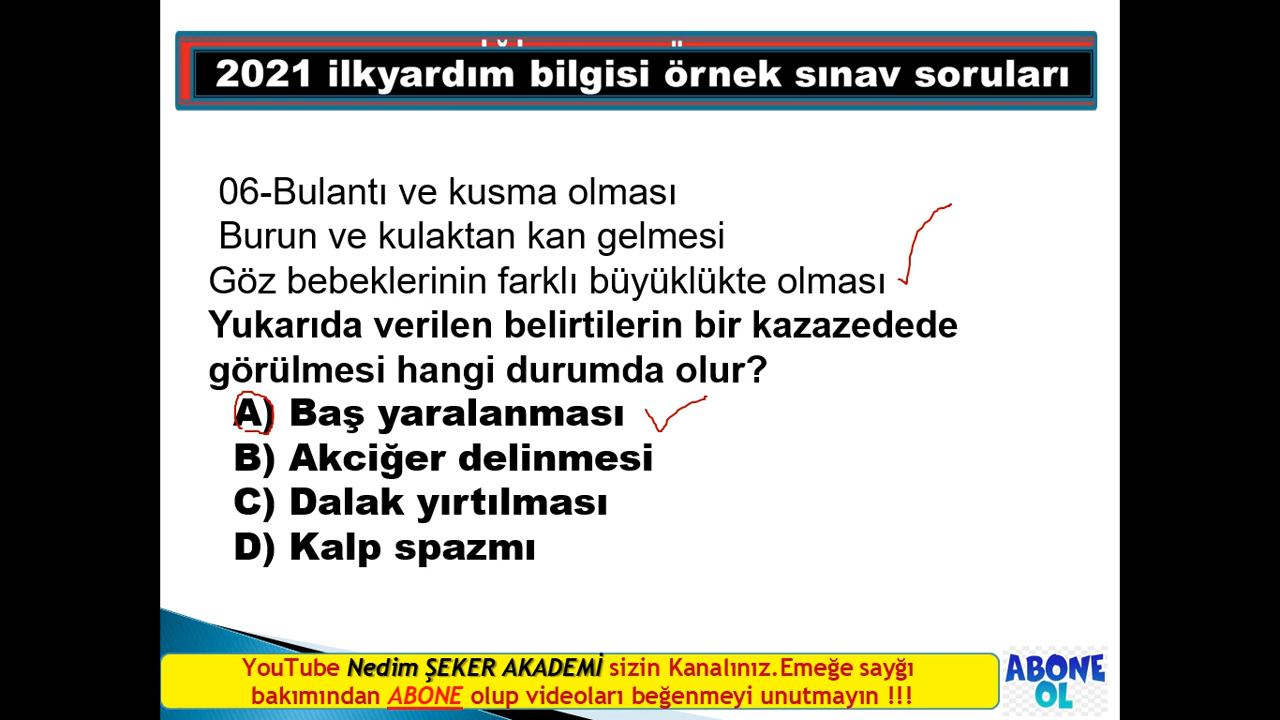 2021 ilkyardım bilgisi örnek sınav soruları
06-Bulantı ve kusma olması
Burun ve kulaktan kan gelmesi
Göz bebeklerinin farklı büyüklükte olması
Yukarıda verilen belirtilerin bir kazazedede
görülmesi hangi durumda olur?
A) Baş yaralanması
B) Akciğer delinmesi
C) Dalak yırtılması
D) Kalp spazmı
YouTube Nedim ŞEKER AKADEMİ sizin Kanalınız.Emeğe sayğı
bakımından ABONE olup videoları beğenmeyi unutmayın !!!
ABONE
OL